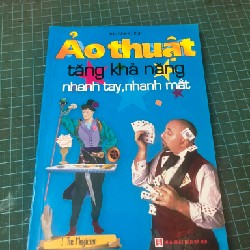 Ảo thuật
tăng khả năng
nhanh tay, nhanh mắt
The Magician